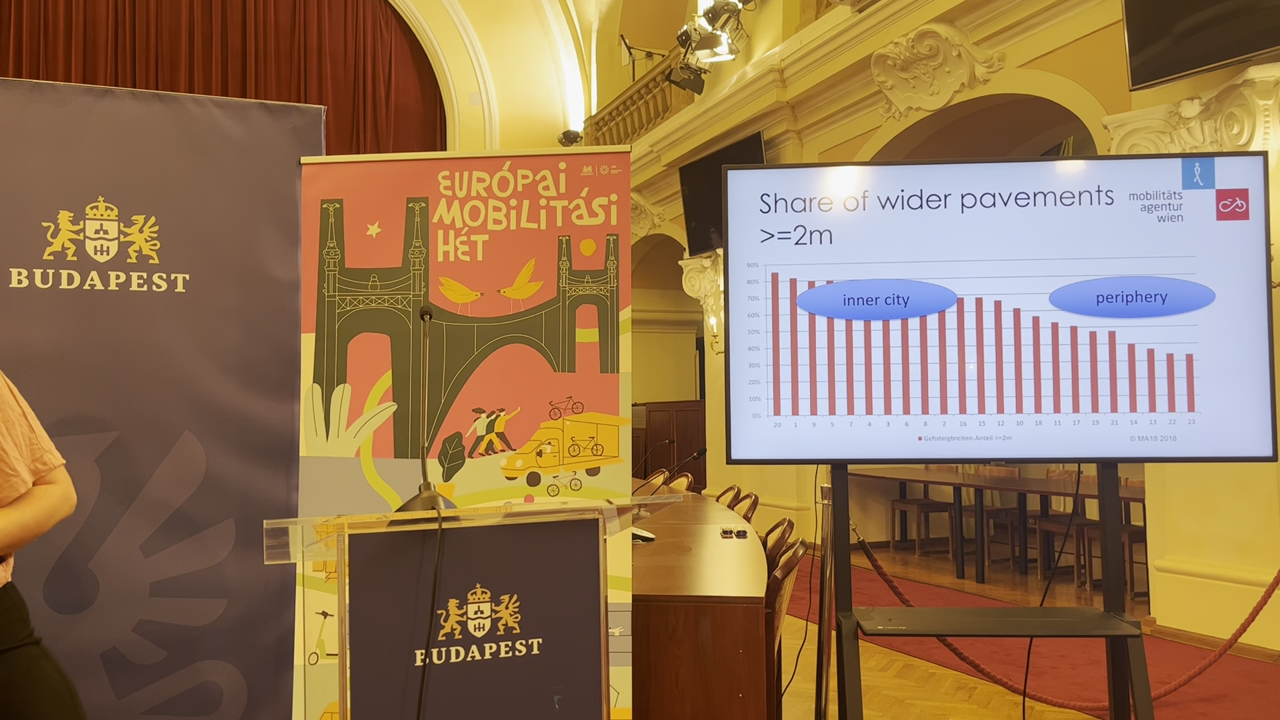 BUDAPEST
EURÓPAI
MOBILITÁSI
HÉT
BUDAPEST
Share of wider pavements
>=2m
mobilitäts
agentur
wien
90%
80%
70%
60%
50%
40%
30%
20%
10%
0%
inner city
periphery
20 1 9 5 7 4 3 6 8 2 16 15 12 10 18 11 17 19 21 14 13 22 23
Gehsteigbreiten-Anteil >=2m
© MA18 2018